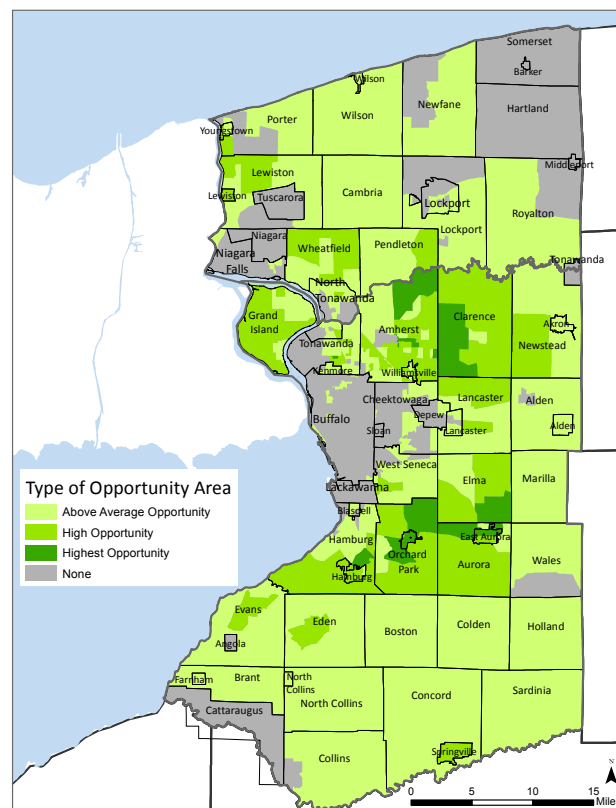 Somerset
Wilson
Barker
Newfane
Wilson
Hartland
Porter
Youngstown
Middleport
Lewiston
Cambria
Lewiston
Tuscarora
Lockport
Royalton
Lockport
Niagara
Wheatfield
Pendleton
Niagara
Falls
Tonawanda
North
Tonawanda
Grand
Island
Clarence
Akron
Amherst
Tonawanda
Newstead
Kenmore
Williamsville
Cheektowaga
Lancaster
Alden
Buffalo
Depew
Sloan
Lancaster
Alden
West Seneca
Type of Opportunity Area
Above Average Opportunity
High Opportunity
Highest Opportunity
None
Elma
Marilla
Lackawanna
Blasdell
Hamburg
East Aurora
Orchard
Park
Wales
Aurora
Hamburg
Evans
Eden
Boston
Colden
Holland
Angola
Farnham
Brant
North
Collins
North Collins
Concord
Sardinia
Cattaraugus
Collins
Springville
N
0 5 10 15
Miles